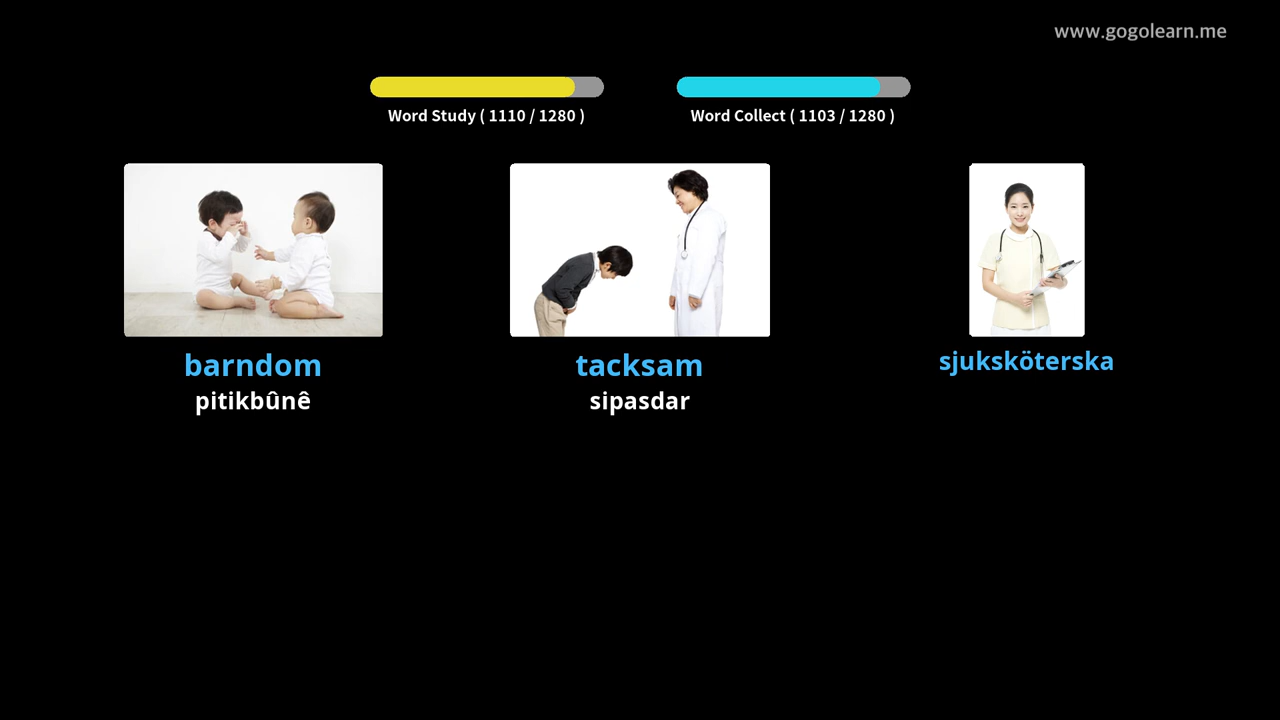 www.gogolearn.me
Word Study ( 1110 / 1280 )
Word Collect ( 1103 / 1280 )
barndom
pitikbûnê
tacksam
sipasdar
sjuksköterska